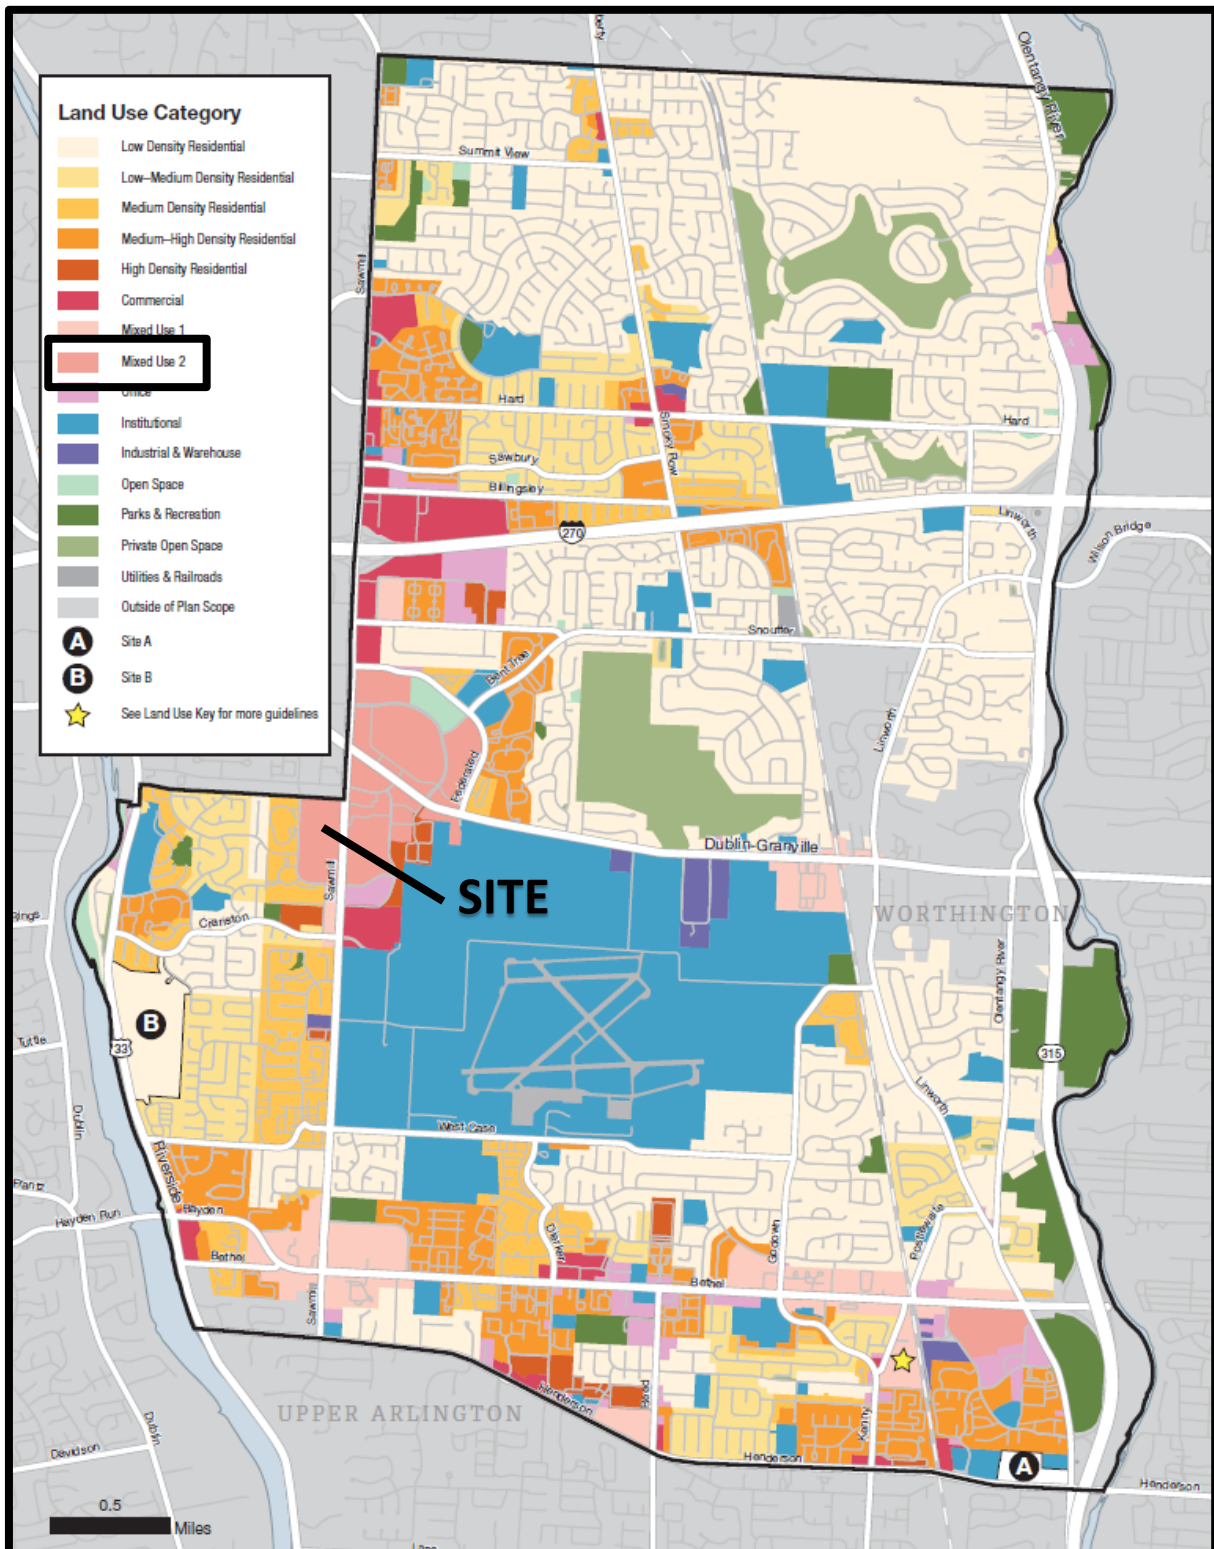 Land Use Category
Low Density Residential
Low–Medium Density Residential
Medium Density Residential
Medium–High Density Residential
High Density Residential
Commercial
Mixed Use 1
Mixed Use 2
Office
Institutional
Industrial & Warehouse
Open Space
Parks & Recreation
Private Open Space
Utilities & Railroads
Outside of Plan Scope
A Site A
B Site B
See Land Use Key for more guidelines
Olentangy River
Summit View
Sawmill
Hard
Hard
Smoky Row
Sawbury
Billingsley
270
Linworth
Wilson Bridge
Snouffer
Bent Tree
Linworth
Federated
Dublin-Granville
SITE
Sawmill
WORTHINGTON
Cranston
Olentangy River
B
33
Tuttle
315
Dublin
Linworth
West Case
Riverside
Hayden Run
Hayden
Bethel
Dierker
Godown
Postlewaite
Bethel
Sawmill
Reed
Kenny
Henderson
UPPER ARLINGTON
Dublin
Davidson
Henderson
A
Henderson
0.5
Miles